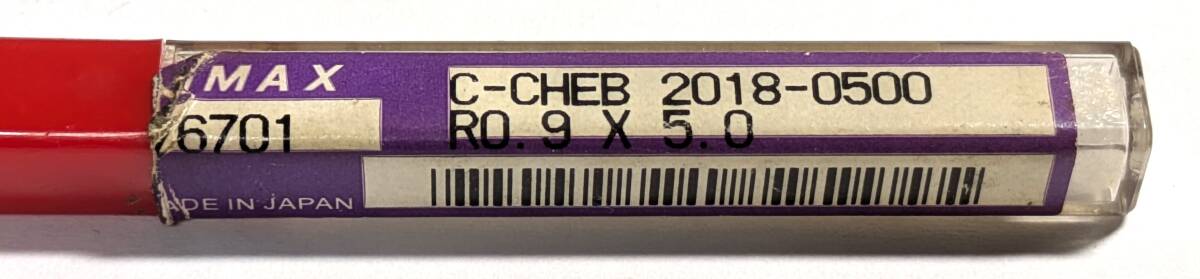 MAX
C-CHEB 2018-0500
6701
R0.9 X 5.0
ADE IN JAPAN